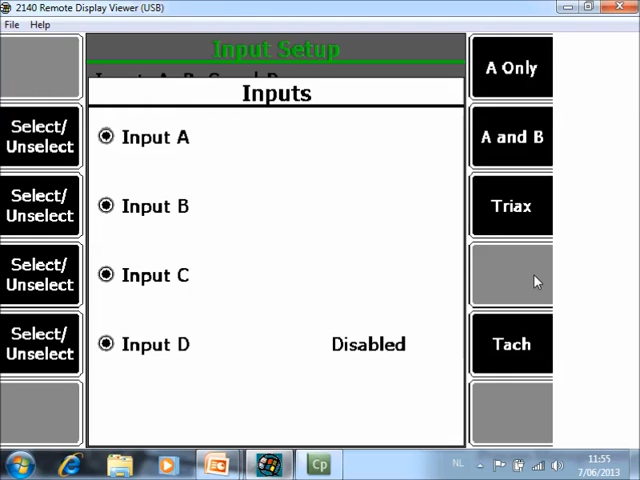 2140 Remote Display Viewer (USB)
File Help
Input Setup
Inputs
A Only
Select/
Unselect
Input A
A and B
Select/
Unselect
Input B
Triax
Select/
Unselect
Input C
Select/
Unselect
Input D
Disabled
Tach
Cp
NL
11:55
7/06/2013